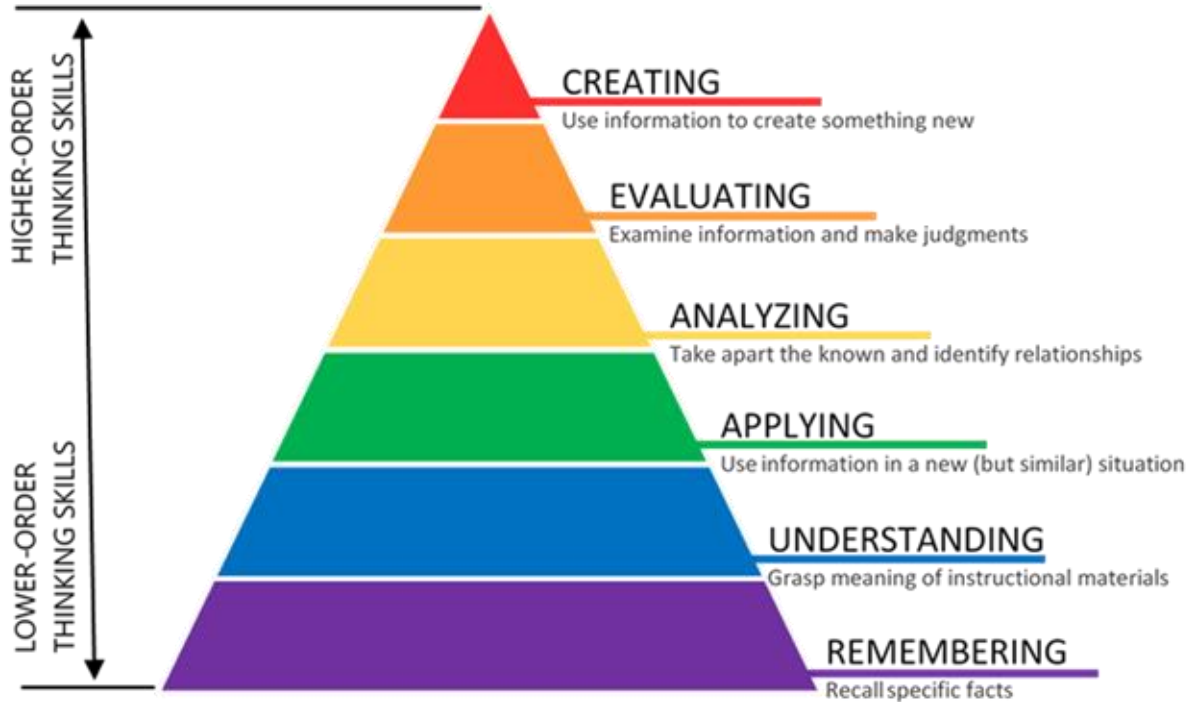 HIGHER-ORDER
THINKING SKILLS
LOWER-ORDER
THINKING SKILLS
CREATING
Use information to create something new
EVALUATING
Examine information and make judgments
ANALYZING
Take apart the known and identify relationships
APPLYING
Use information in a new (but similar) situation
UNDERSTANDING
Grasp meaning of instructional materials
REMEMBERING
Recall specific facts